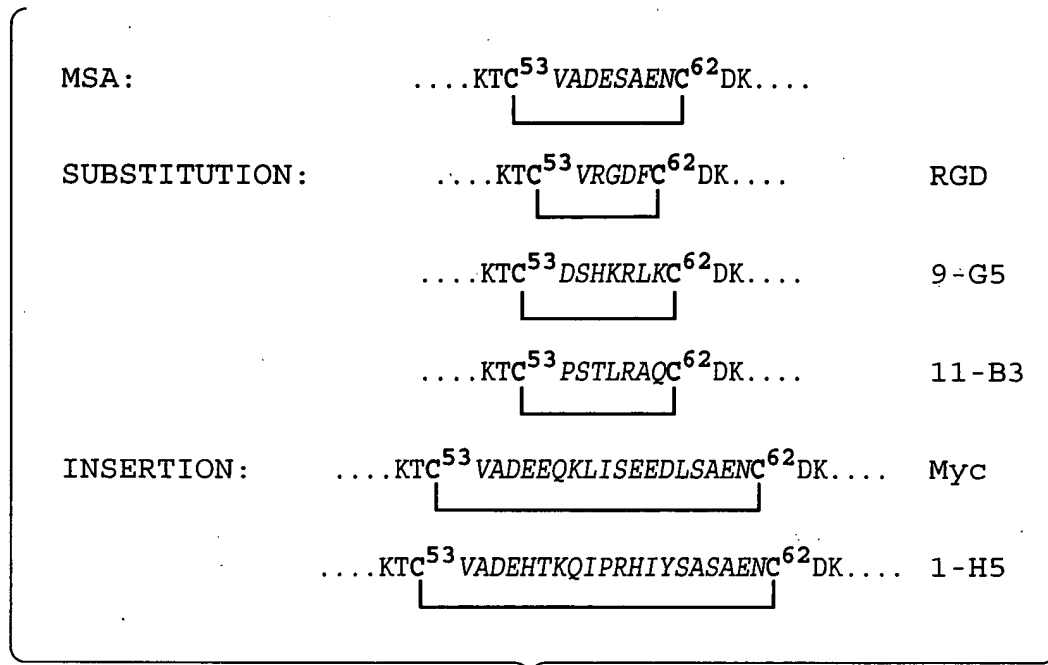 MSA: ....KTC53VADESAENC62DK....
SUBSTITUTION: ....KTC53VRGDFC62DK.... RGD
....KTC53DSHKRLKC62DK.... 9-G5
....KTC53PSTLRAQC62DK.... 11-B3
INSERTION: ....KTC53VADEEQKLISEEDLSAENC62DK.... Myc
....KTC53VADEHTKQIPRHIYSASAENC62DK.... 1-H5